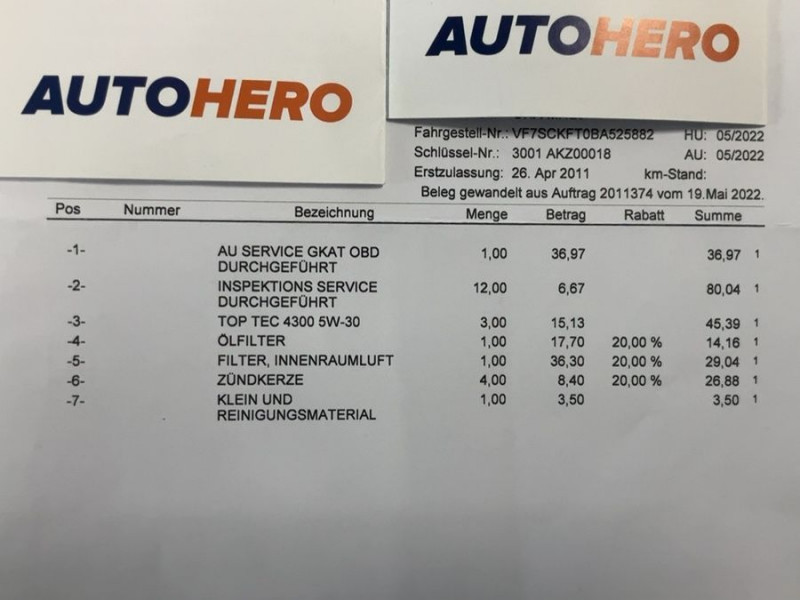 AUTOHERO
AUTOHERO
Fahrgestell-Nr.: VF7SCKFT0BA525882 HU: 05/2022
Schlüssel-Nr.: 3001 AKZ00018 AU: 05/2022
Erstzulassung: 26. Apr 2011 km-Stand:
Beleg gewandelt aus Auftrag 2011374 vom 19.Mai 2022.
Pos Nummer Bezeichnung Menge Betrag Rabatt Summe
-1- AU SERVICE GKAT OBD 1,00 36,97 36,97 1
DURCHGEFÜHRT
-2- INSPEKTIONS SERVICE 12,00 6,67 80,04 1
DURCHGEFÜHRT
-3- TOP TEC 4300 5W-30 3,00 15,13 45,39 1
-4- ÖLFILTER 1,00 17,70 20,00 % 14,16 1
-5- FILTER, INNENRAUMLUFT 1,00 36,30 20,00 % 29,04 1
-6- ZÜNDKERZE 4,00 8,40 20,00 % 26,88 1
-7- KLEIN UND 1,00 3,50 3,50 1
REINIGUNGSMATERIAL